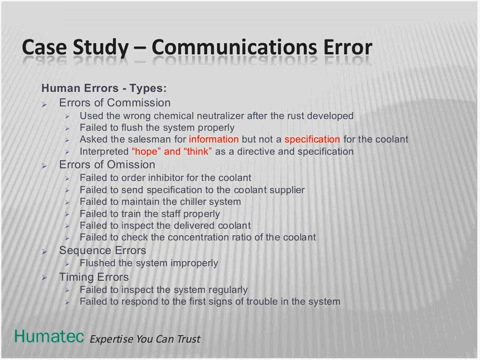 Case Study – Communications Error
Human Errors - Types:
Errors of Commission
Used the wrong chemical neutralizer after the rust developed
Failed to flush the system properly
Asked the salesman for information but not a specification for the coolant
Interpreted “hope” and “think” as a directive and specification
Errors of Omission
Failed to order inhibitor for the coolant
Failed to send specification to the coolant supplier
Failed to maintain the chiller system
Failed to train the staff properly
Failed to inspect the delivered coolant
Failed to check the concentration ratio of the coolant
Sequence Errors
Flushed the system improperly
Timing Errors
Failed to inspect the system regularly
Failed to respond to the first signs of trouble in the system
Humatec Expertise You Can Trust